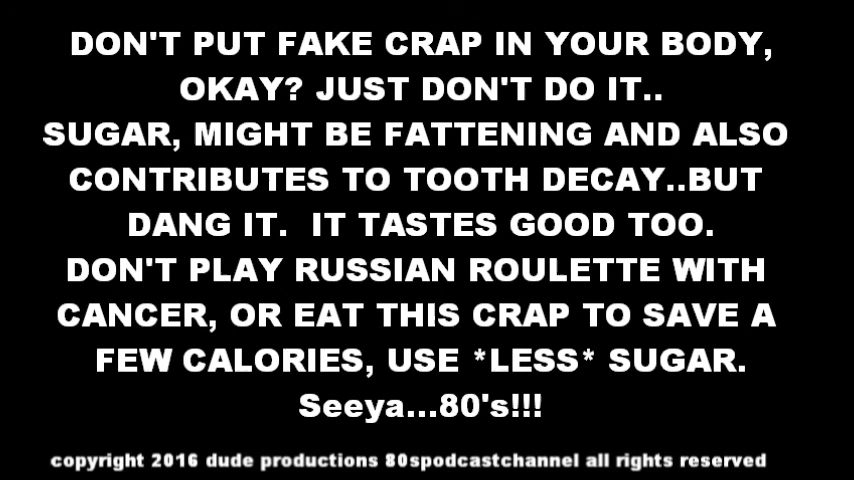 DON'T PUT FAKE CRAP IN YOUR BODY,
OKAY? JUST DON'T DO IT..
SUGAR, MIGHT BE FATTENING AND ALSO
CONTRIBUTES TO TOOTH DECAY..BUT
DANG IT.  IT TASTES GOOD TOO.
DON'T PLAY RUSSIAN ROULETTE WITH
CANCER, OR EAT THIS CRAP TO SAVE A
FEW CALORIES, USE *LESS* SUGAR.
Seeya...80's!!!
copyright 2016 dude productions 80spodcastchannel all rights reserved